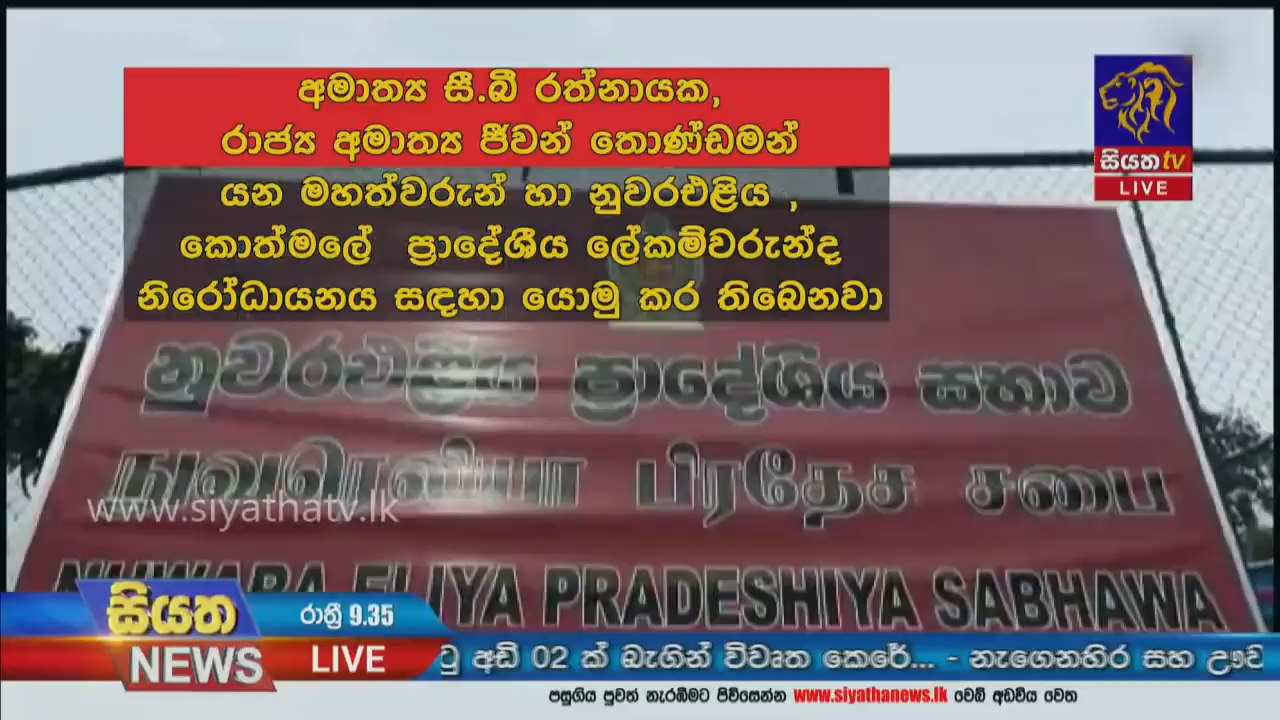 අමාත්‍ය සී.බී රත්නායක,
රාජ්‍ය අමාත්‍ය ජීවන් තොණ්ඩමන්
යන මහත්වරුන් හා නුවරඑළිය ,
කොත්මලේ ප්‍රාදේශීය ලේකම්වරුන්ද
නිරෝධායනය සඳහා යොමු කර තිබෙනවා
සියත tv
LIVE
නුවරඑළිය ප්‍රාදේශීය සභාව
நுவரெலியா பிரதேச சபை
www.siyathatv.lk
NUWARA ELIYA PRADESHIYA SABHAWA
සියත
NEWS
රාත්‍රී 9.35
LIVE
ටු අඩි 02 ක් බැගින් විවෘත කෙරේ... - නැගෙනහිර සහ ඌව
පසුගිය පුවත් නැරඹීමට පිවිසෙන්න www.siyathanews.lk වෙබ් අඩවිය වෙත